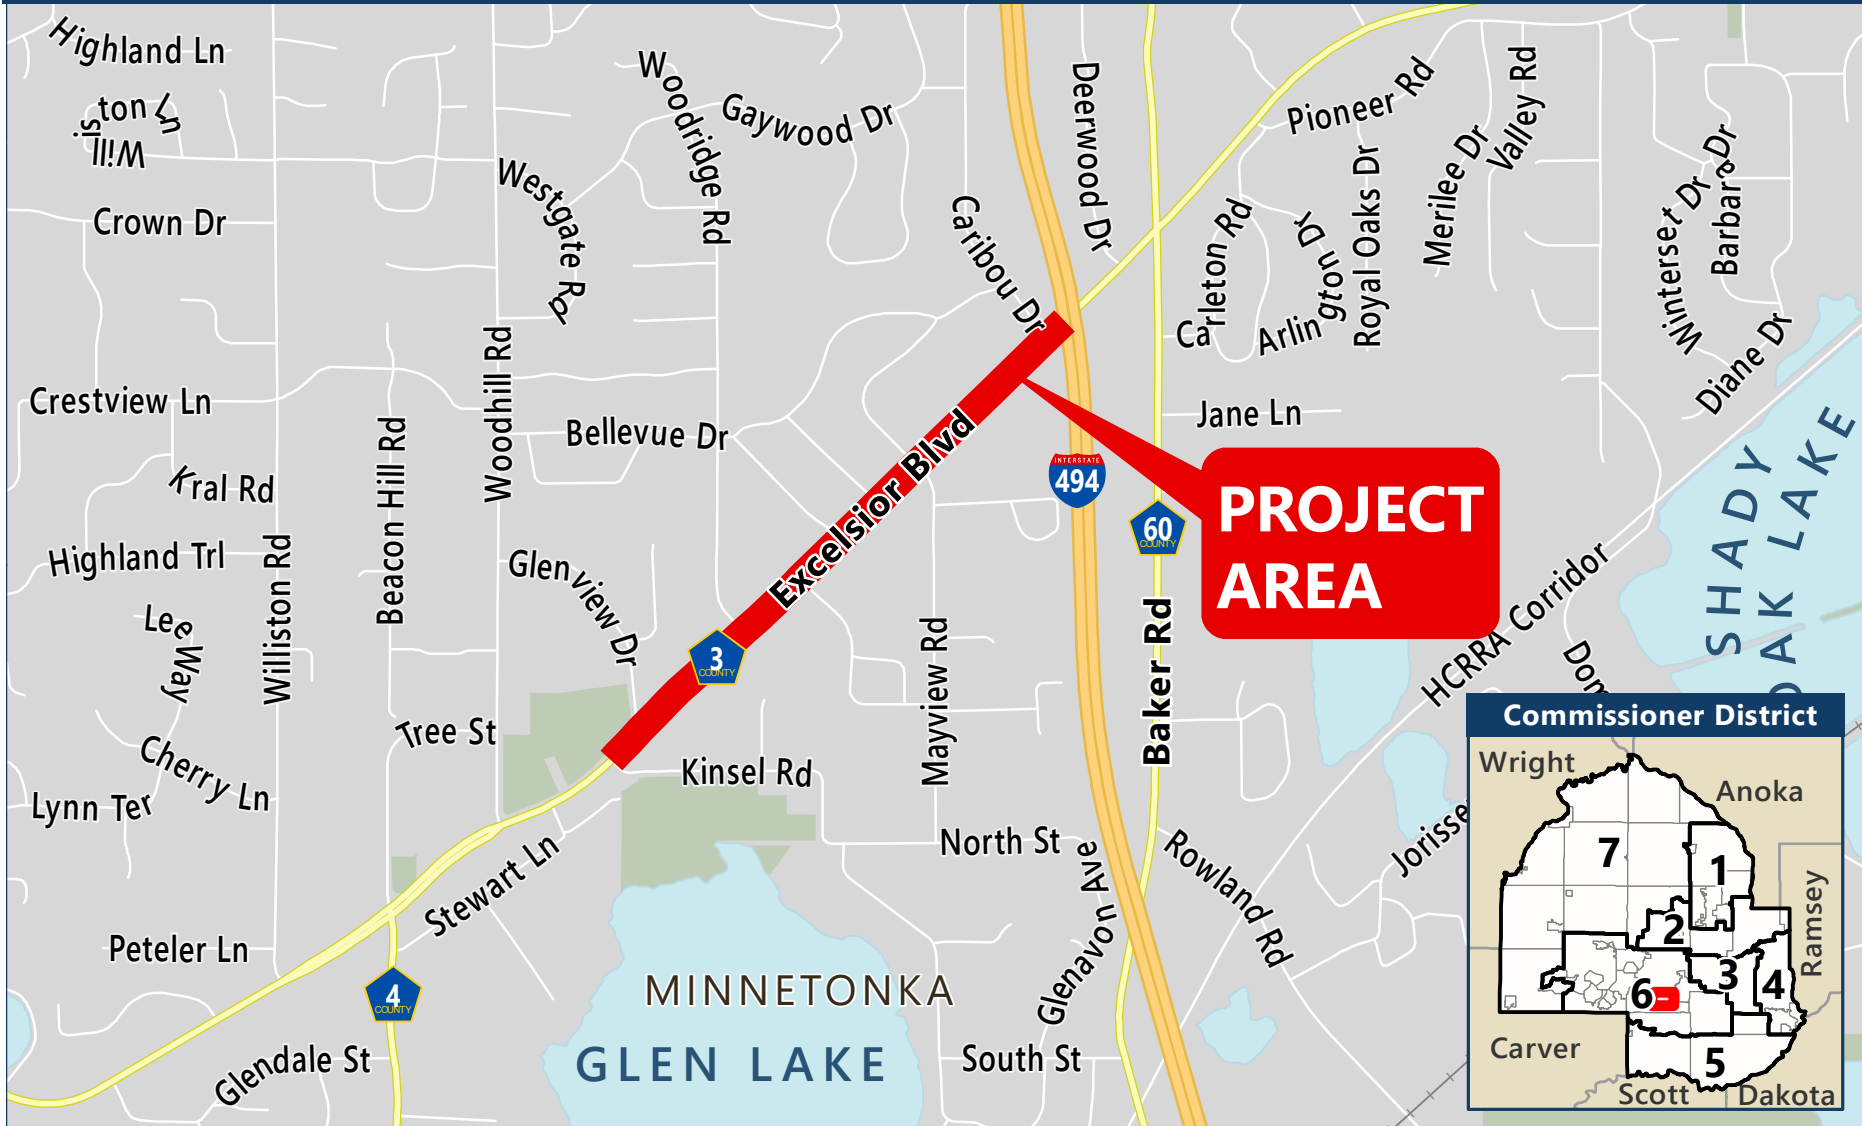 Highland Ln
Williston Ln
Crown Dr
Westgate Rd
Woodridge Rd
Gaywood Dr
Caribou Dr
Deerwood Dr
Pioneer Rd
Carleton Rd
Arlington Dr
Royal Oaks Dr
Merilee Dr
Valley Rd
Winterset Dr
Barbara Dr
Diane Dr
Crestview Ln
Woodhill Rd
Bellevue Dr
Beacon Hill Rd
Jane Ln
Kral Rd
Highland Trl
Williston Rd
Glenview Dr
Excelsior Blvd
INTERSTATE
494
60
COUNTY
PROJECT
AREA
SHADY
OAK LAKE
HCRRA Corridor
Dom
Lee Way
3
COUNTY
Mayview Rd
Baker Rd
Tree St
Cherry Ln
Lynn Ter
Kinsel Rd
North St
Stewart Ln
Glenavon Ave
Rowland Rd
Jorisse
Peteler Ln
4
COUNTY
MINNETONKA
GLEN LAKE
Glendale St
South St
Commissioner District
Wright
Anoka
7
1
2
3
4
6
5
Ramsey
Carver
Scott
Dakota